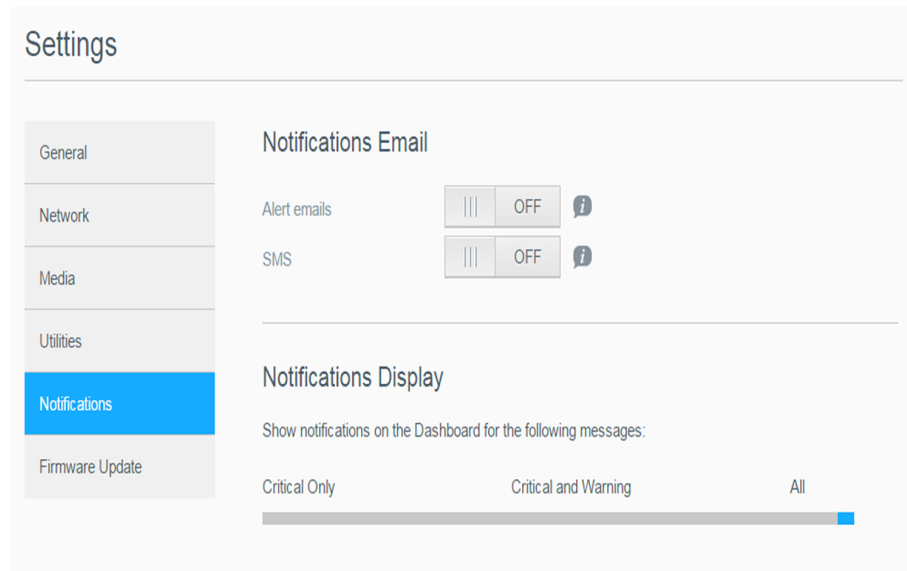 Settings
General
Network
Media
Utilities
Notifications
Firmware Update
Notifications Email
Alert emails OFF i
SMS OFF i
Notifications Display
Show notifications on the Dashboard for the following messages:
Critical Only Critical and Warning All